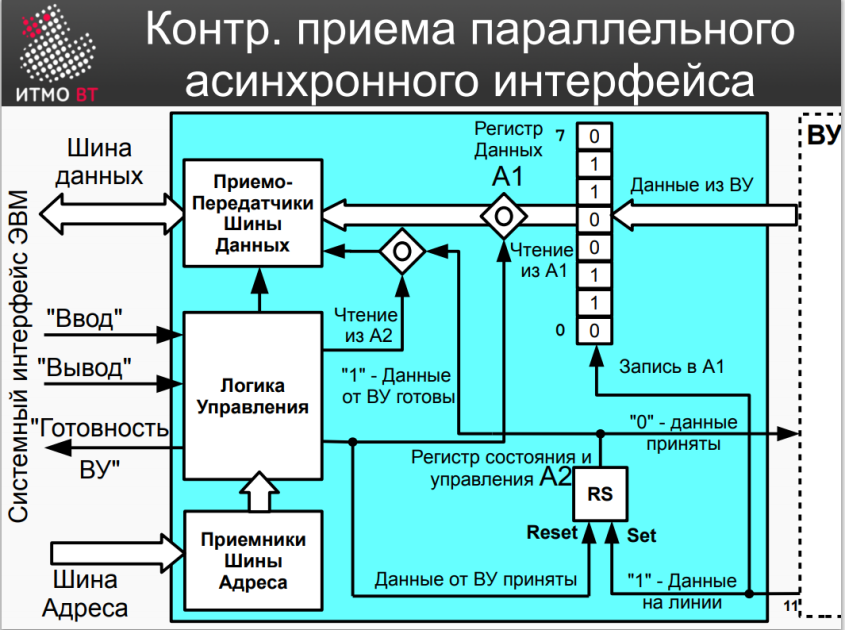 Контр. приема параллельного
асинхронного интерфейса
ИТМО ВТ
Системный интерфейс ЭВМ
Шина
данных
"Ввод"
"Вывод"
"Готовность
ВУ"
Шина
Адреса
Приемо-
Передатчики
Шины
Данных
Логика
Управления
Приемники
Шины
Адреса
Регистр
Данных
A1
7
0
1
1
0
0
1
1
0
0
Данные из ВУ
ВУ
Чтение
из А1
Чтение
из А2
Запись в А1
"1" - Данные
от ВУ готовы
"0" - данные
приняты
Регистр состояния и
управления A2
RS
Reset
Set
Данные от ВУ приняты
"1" - Данные
на линии
11